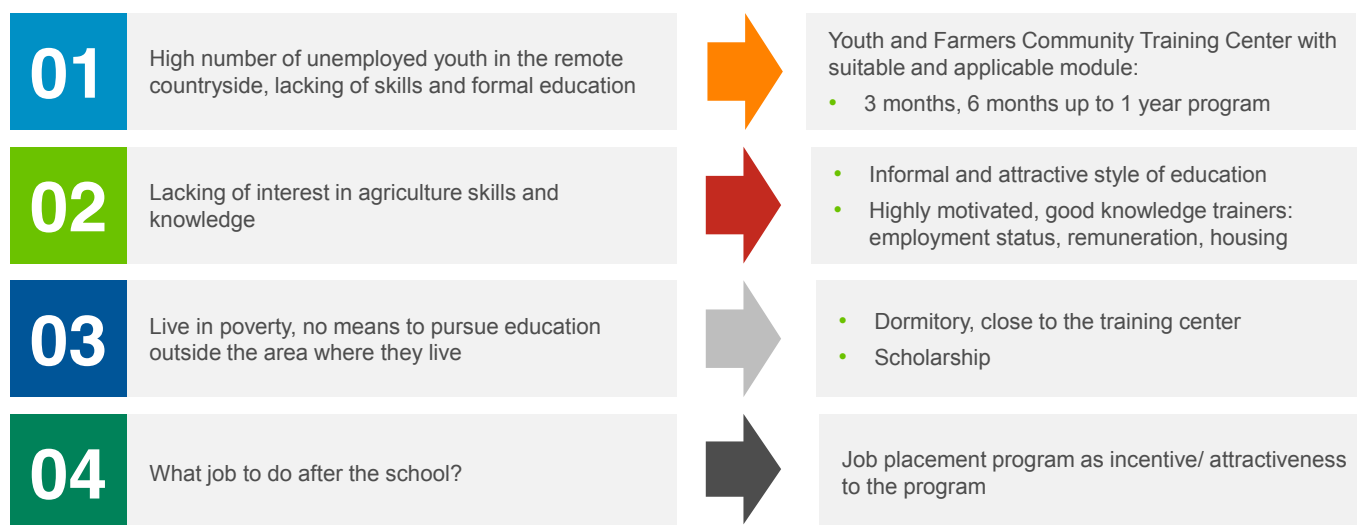 01
High number of unemployed youth in the remote
countryside, lacking of skills and formal education
Youth and Farmers Community Training Center with
suitable and applicable module:
• 3 months, 6 months up to 1 year program
02
Lacking of interest in agriculture skills and
knowledge
• Informal and attractive style of education
• Highly motivated, good knowledge trainers:
employment status, remuneration, housing
03
Live in poverty, no means to pursue education
outside the area where they live
• Dormitory, close to the training center
• Scholarship
04
What job to do after the school?
Job placement program as incentive/ attractiveness
to the program